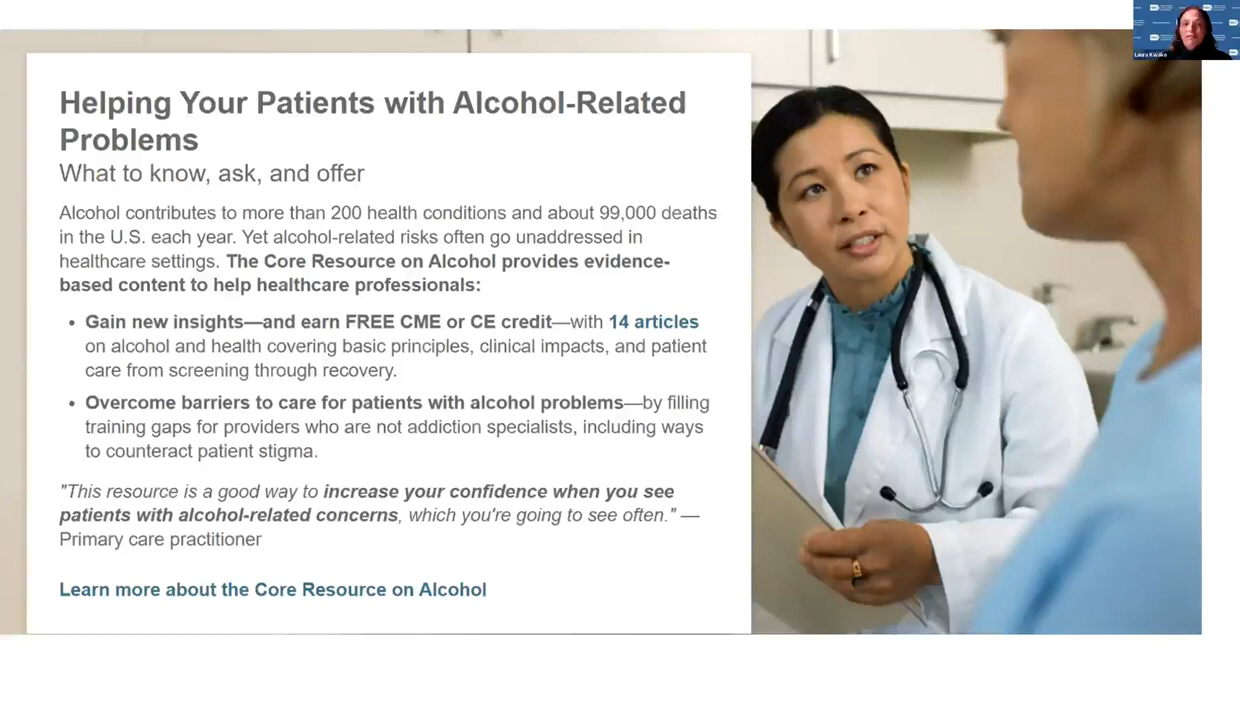 Helping Your Patients with Alcohol-Related
Problems
What to know, ask, and offer
Alcohol contributes to more than 200 health conditions and about 99,000 deaths
in the U.S. each year. Yet alcohol-related risks often go unaddressed in
healthcare settings. The Core Resource on Alcohol provides evidence-
based content to help healthcare professionals:
• Gain new insights—and earn FREE CME or CE credit—with 14 articles
on alcohol and health covering basic principles, clinical impacts, and patient
care from screening through recovery.
• Overcome barriers to care for patients with alcohol problems—by filling
training gaps for providers who are not addiction specialists, including ways
to counteract patient stigma.
"This resource is a good way to increase your confidence when you see
patients with alcohol-related concerns, which you're going to see often." —
Primary care practitioner
Learn more about the Core Resource on Alcohol
Laura Kwako